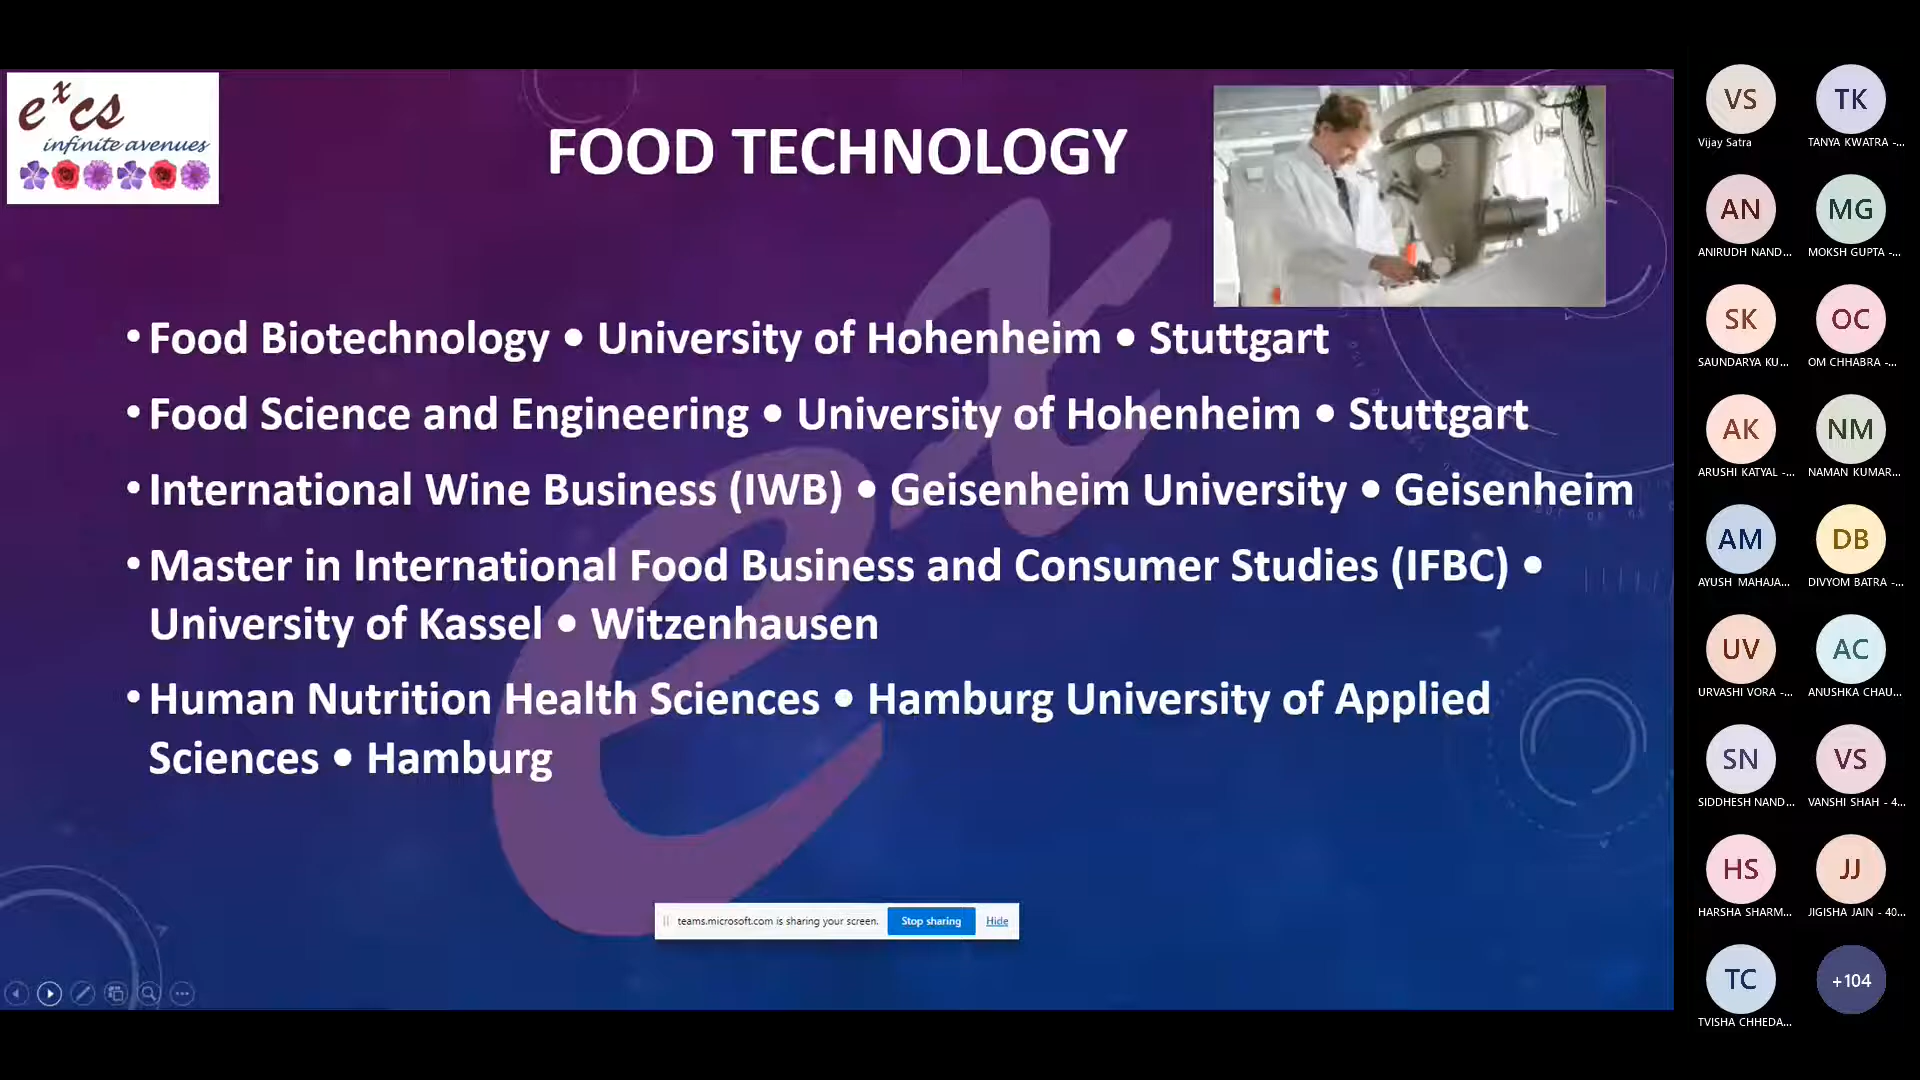 excs
infinite avenues
FOOD TECHNOLOGY
• Food Biotechnology • University of Hohenheim • Stuttgart
• Food Science and Engineering • University of Hohenheim • Stuttgart
• International Wine Business (IWB) • Geisenheim University • Geisenheim
• Master in International Food Business and Consumer Studies (IFBC) •
University of Kassel • Witzenhausen
• Human Nutrition Health Sciences • Hamburg University of Applied
Sciences • Hamburg
ex
teams.microsoft.com is sharing your screen. Stop sharing Hide
VS TK
Vijay Satra TANYA KWATRA -...
AN MG
ANIRUDH NAND... MOKSH GUPTA -...
SK OC
SAUNDARYA KU... OM CHHABRA -...
AK NM
ARUSHI KATYAL -... NAMAN KUMAR...
AM DB
AYUSH MAHAJA... DIVYOM BATRA -...
UV AC
URVASHI VORA -... ANUSHKA CHAU...
SN VS
SIDDHESH NAND... VANSHI SHAH - 4...
HS JJ
HARSHA SHARM... JIGISHA JAIN - 40...
TC +104
TVISHA CHHEDA...